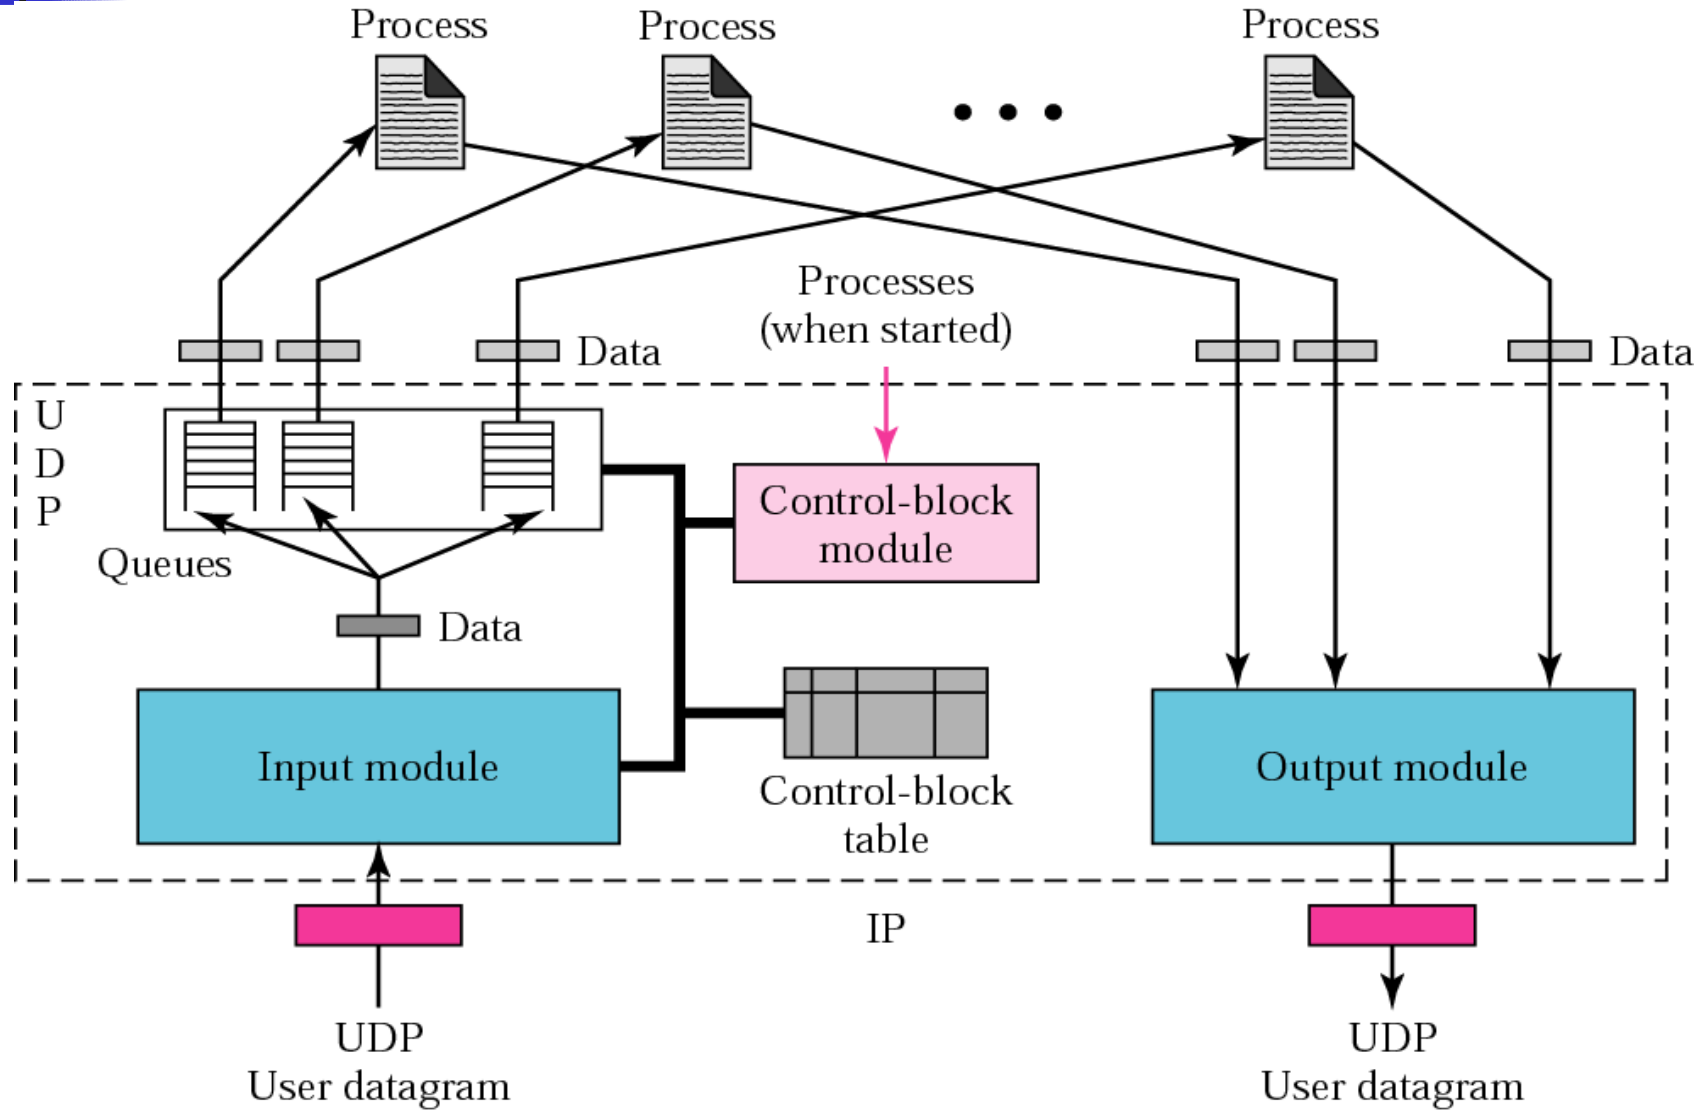 Process
Process
Process
Processes
(when started)
Data
Data
U
D
P
Control-block
module
Queues
Data
Input module
Control-block
table
Output module
IP
UDP
User datagram
UDP
User datagram